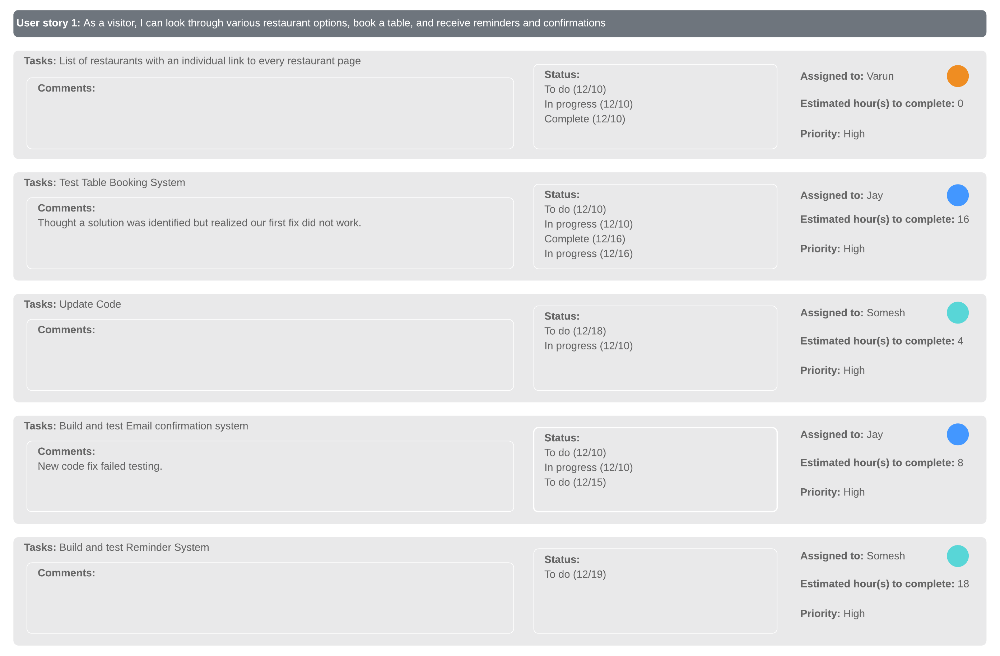 User story 1: As a visitor, I can look through various restaurant options, book a table, and receive reminders and confirmations
Tasks: List of restaurants with an individual link to every restaurant page
Comments:
Status:
To do (12/10)
In progress (12/10)
Complete (12/10)
Assigned to: Varun
Estimated hour(s) to complete: 0
Priority: High
Tasks: Test Table Booking System
Comments:
Thought a solution was identified but realized our first fix did not work.
Status:
To do (12/10)
In progress (12/10)
Complete (12/16)
In progress (12/16)
Assigned to: Jay
Estimated hour(s) to complete: 16
Priority: High
Tasks: Update Code
Comments:
Status:
To do (12/18)
In progress (12/10)
Assigned to: Somesh
Estimated hour(s) to complete: 4
Priority: High
Tasks: Build and test Email confirmation system
Comments:
New code fix failed testing.
Status:
To do (12/10)
In progress (12/10)
To do (12/15)
Assigned to: Jay
Estimated hour(s) to complete: 8
Priority: High
Tasks: Build and test Reminder System
Comments:
Status:
To do (12/19)
Assigned to: Somesh
Estimated hour(s) to complete: 18
Priority: High